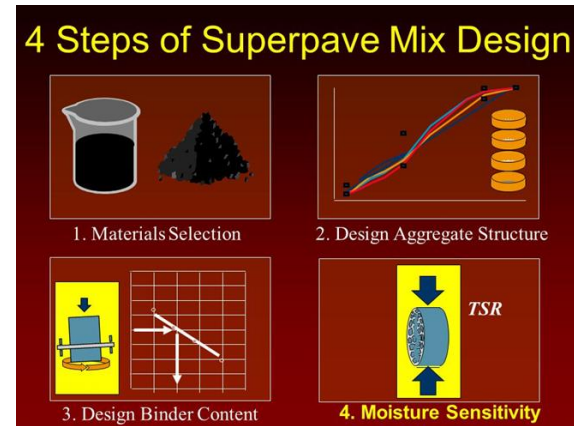 4 Steps of Superpave Mix Design
1. Materials Selection
2. Design Aggregate Structure
TSR
3. Design Binder Content
4. Moisture Sensitivity